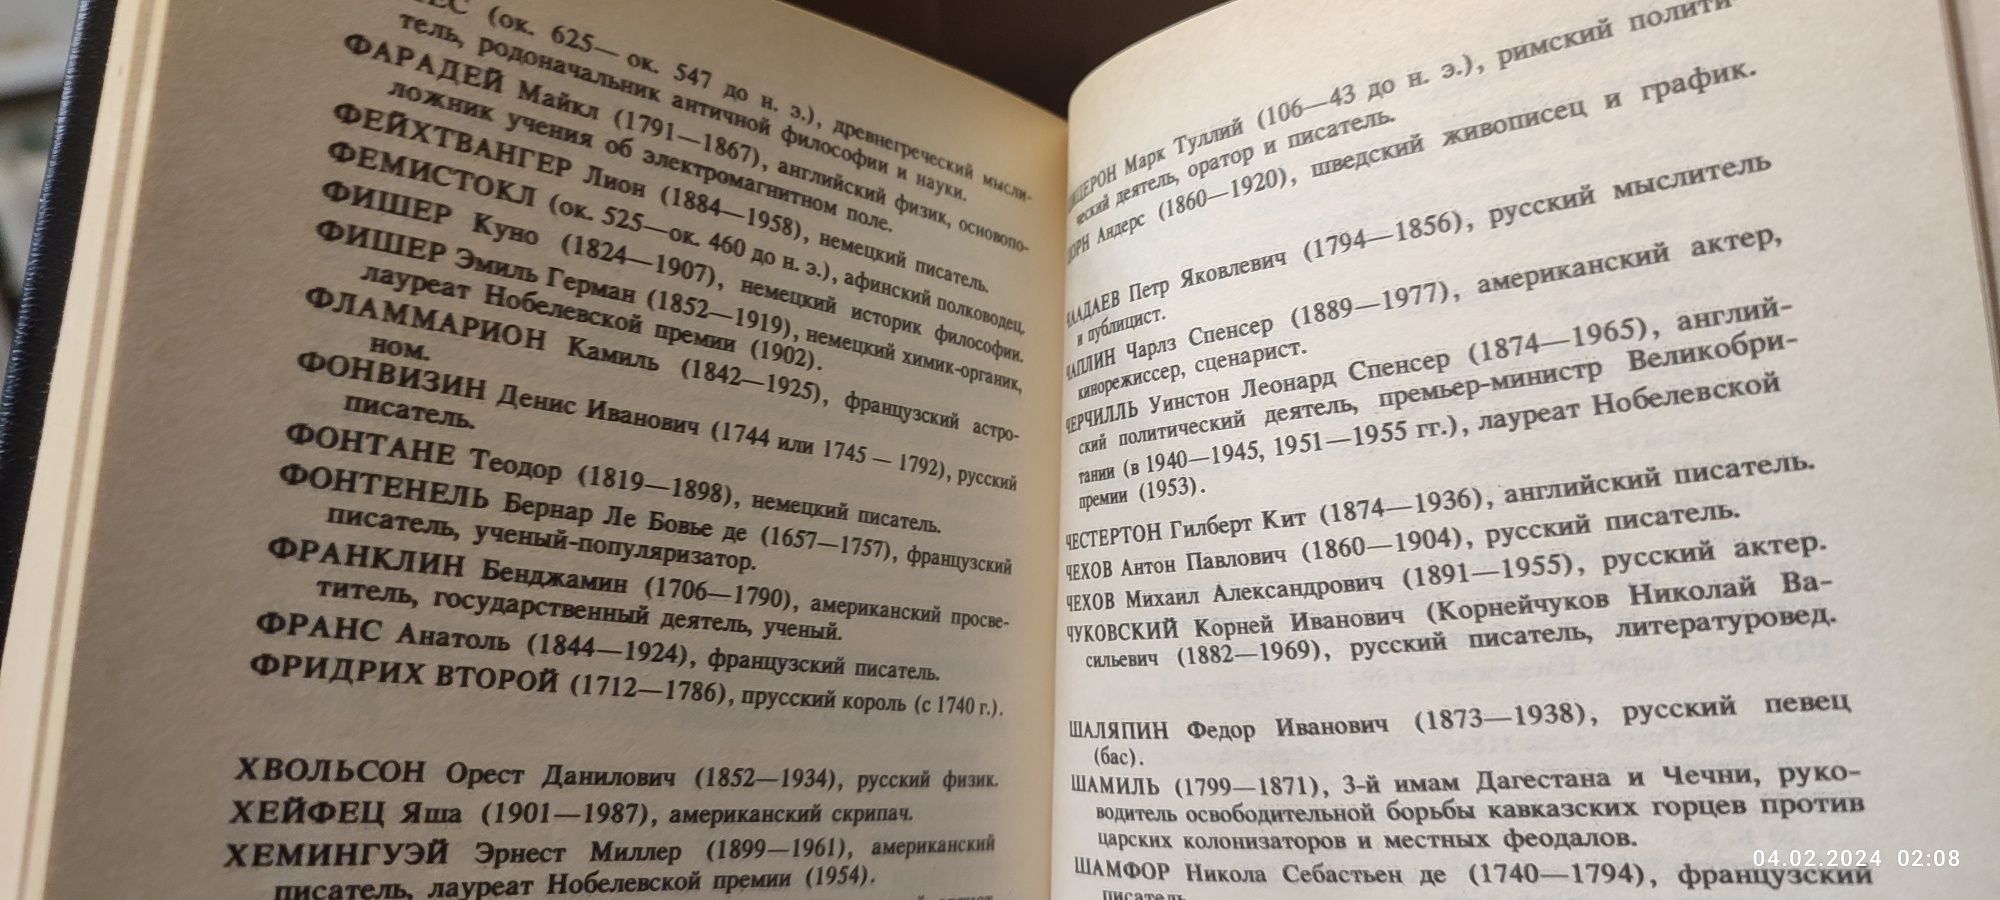 (ок. 625— ок. 547 до н. э.), древнегреческий мысли-
тель, родоначальник античной философии и науки.
ФАРАДЕЙ Майкл (1791—1867), английский физик, осново­по-
ложник учения об электромагнитном поле.
ФЕЙХТВАНГЕР Лион (1884—1958), немецкий писатель.
ФЕМИСТОКЛ (ок. 525—ок. 460 до н. э.), афинский полководец.
ФИШЕР Куно (1824—1907), немецкий историк философии.
ФИШЕР Эмиль Герман (1852—1919), немецкий химик-органик,
лауреат Нобелевской премии (1902).
ФЛАММАРИОН Камиль (1842—1925), французский астро-
ном.
ФОНВИЗИН Денис Иванович (1744 или 1745 — 1792), русский
писатель.
ФОНТАНЕ Теодор (1819—1898), немецкий писатель.
ФОНТЕНЕЛЬ Бернар Ле Бовье де (1657—1757), французский
писатель, ученый-популяризатор.
ФРАНКЛИН Бенджамин (1706—1790), американский просве-
титель, государственный деятель, ученый.
ФРАНС Анатоль (1844—1924), французский писатель.
ФРИДРИХ ВТОРОЙ (1712—1786), прусский король (с 1740 г.).
ХВОЛЬСОН Орест Данилович (1852—1934), русский физик.
ХЕЙФЕЦ Яша (1901—1987), американский скрипач.
ХЕМИНГУЭЙ Эрнест Миллер (1899—1961), американский
писатель, лауреат Нобелевской премии (1954).
ЦИЦЕРОН Марк Туллий (106—43 до н. э.), римский полити-
ческий деятель, оратор и писатель.
ЦОРН Андерс (1860—1920), шведский живописец и график.
ЧААДАЕВ Петр Яковлевич (1794—1856), русский мыслитель
и публицист.
ЧАПЛИН Чарлз Спенсер (1889—1977), американский актер,
кинорежиссер, сценарист.
ЧЕРЧИЛЛЬ Уинстон Леонард Спенсер (1874—1965), англий-
ский политический деятель, премьер-министр Великобри-
тании (в 1940—1945, 1951—1955 гг.), лауреат Нобелевской
премии (1953).
ЧЕСТЕРТОН Гилберт Кит (1874—1936), английский писатель.
ЧЕХОВ Антон Павлович (1860—1904), русский писатель.
ЧЕХОВ Михаил Александрович (1891—1955), русский актер.
ЧУКОВСКИЙ Корней Иванович (Корнейчуков Николай Ва-
сильевич (1882—1969), русский писатель, литературовед.
ШАЛЯПИН Федор Иванович (1873—1938), русский певец
(бас).
ШАМИЛЬ (1799—1871), 3-й имам Дагестана и Чечни, руко-
водитель освободительной борьбы кавказских горцев против
царских колонизаторов и местных феодалов.
ШАМФОР Никола Себастьен де (1740—1794), французский
писатель.
04.02.2024 02:08